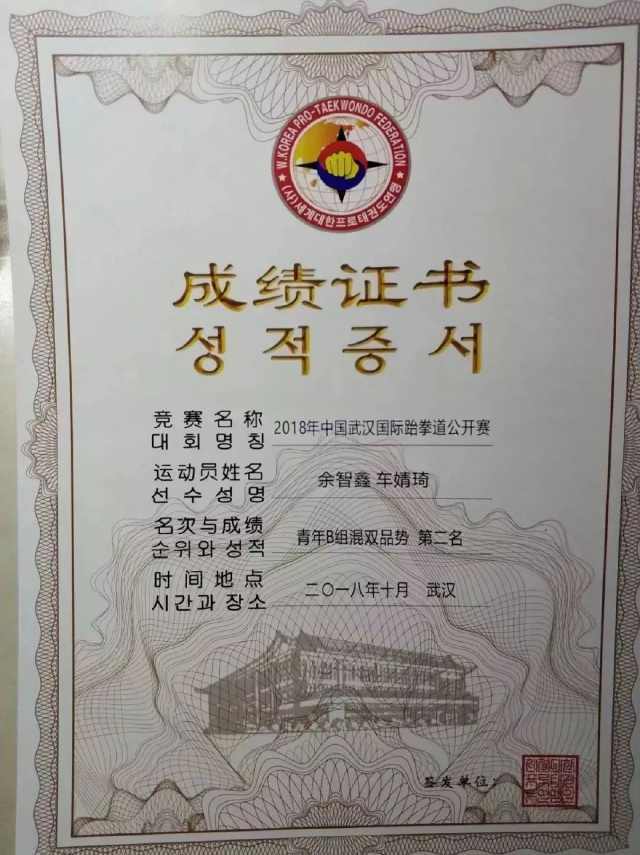 W.KOREA PRO-TAEKWONDO FEDERATION
(사)세계대한프로태권도연맹
成绩证书
성적증서
竞赛名称
대회명칭
2018年中国武汉国际跆拳道公开赛
运动员姓名
선수성명
余智鑫 车婧琦
名次与成绩
순위와 성적
青年B组混双品势 第二名
时间地点
시간과 장소
二〇一八年十月 武汉
签发单位: